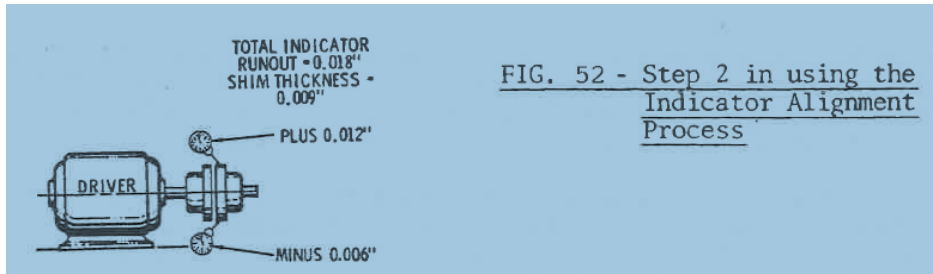 TOTAL INDICATOR
RUNOUT = 0.018"
SHIM THICKNESS =
0.009"
PLUS 0.012"
DRIVER
MINUS 0.006"
FIG. 52 - Step 2 in using the
Indicator Alignment
Process